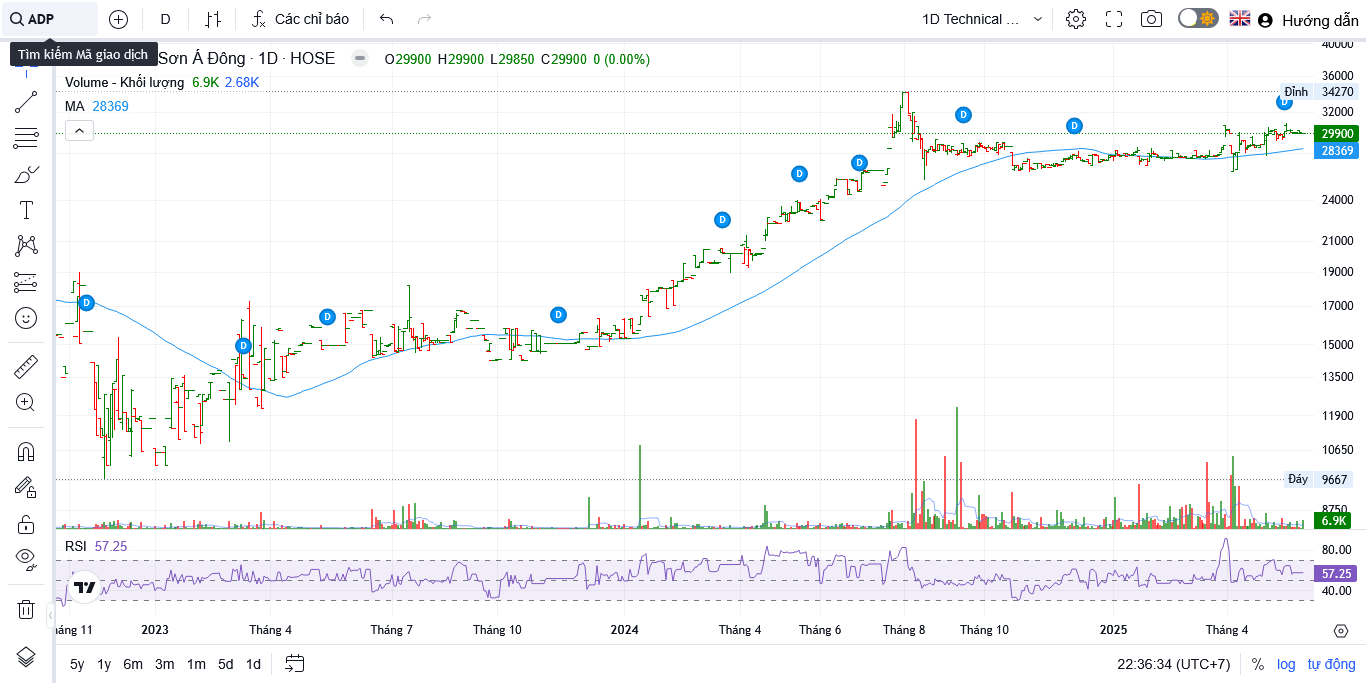 ADP
D
Các chỉ báo
1D Technical ...
Hướng dẫn
Tìm kiếm Mã giao dịch
Sơn Á Đông · 1D · HOSE
O29900 H29900 L29850 C29900 0 (0.00%)
Volume - Khối lượng 6.9K 2.68K
MA 28369
40000
36000
Đỉnh 34270
32000
29900
28369
24000
21000
19000
17000
15000
13500
11900
10650
Đáy 9667
8750
6.9K
D
D
D
D
D
D
D
D
D
D
RSI 57.25
80.00
57.25
40.00
áng 11
2023
Tháng 4
Tháng 7
Tháng 10
2024
Tháng 4
Tháng 6
Tháng 8
Tháng 10
2025
Tháng 4
5y 1y 6m 3m 1m 5d 1d
22:36:34 (UTC+7)
% log tự động